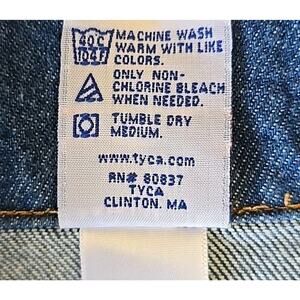 40°C
104°F
MACHINE WASH
WARM WITH LIKE
COLORS.
ONLY NON-
CHLORINE BLEACH
WHEN NEEDED.
TUMBLE DRY
MEDIUM.
www.tyca.com
RN# 80837
TYCA
CLINTON. MA